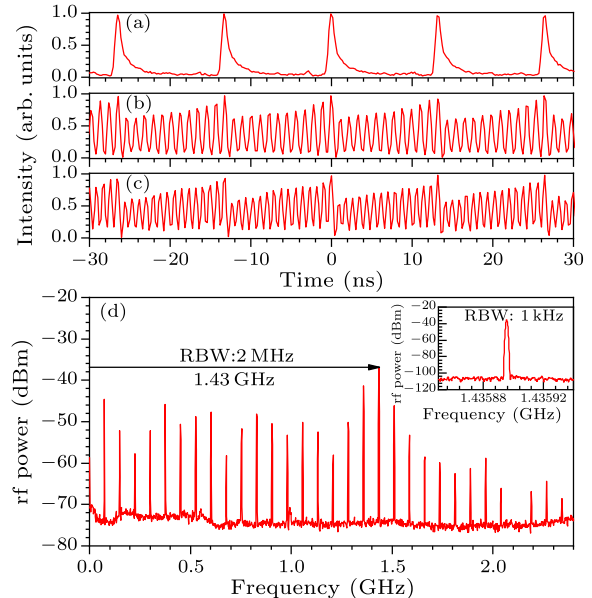 Intensity (arb. units)
1.0
(a)
0.5
0.0
1.0
(b)
0.5
0.0
1.0
(c)
0.5
0.0
−30 −20 −10 0 10 20 30
Time (ns)
rf power (dBm)
−20
(d)
−30
−40
−50
−60
−70
−80
RBW:2 MHz
1.43 GHz
0.0 0.5 1.0 1.5 2.0
Frequency (GHz)
rf power (dBm)
−20
RBW: 1 kHz
−40
−60
−80
−100
−120
1.43588 1.43592
Frequency (GHz)